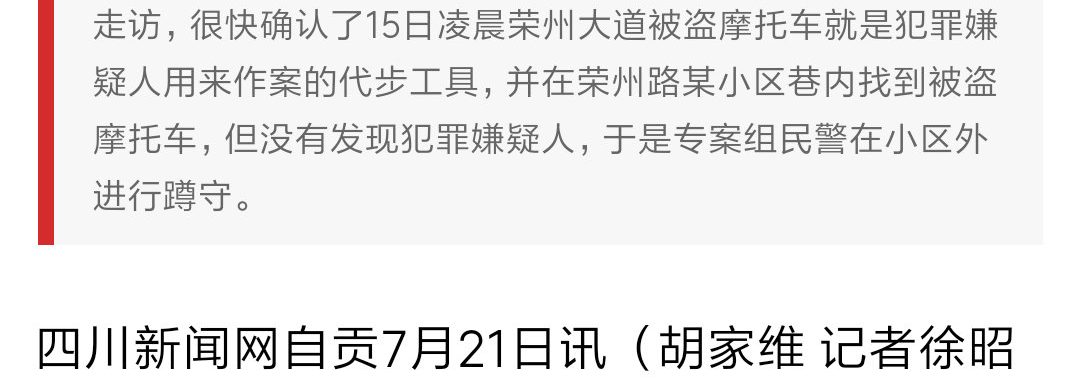 走访，很快确认了15日凌晨荣州大道被盗摩托车就是犯罪嫌
疑人用来作案的代步工具，并在荣州路某小区巷内找到被盗
摩托车，但没有发现犯罪嫌疑人，于是专案组民警在小区外
进行蹲守。
四川新闻网自贡7月21日讯（胡家维 记者徐昭